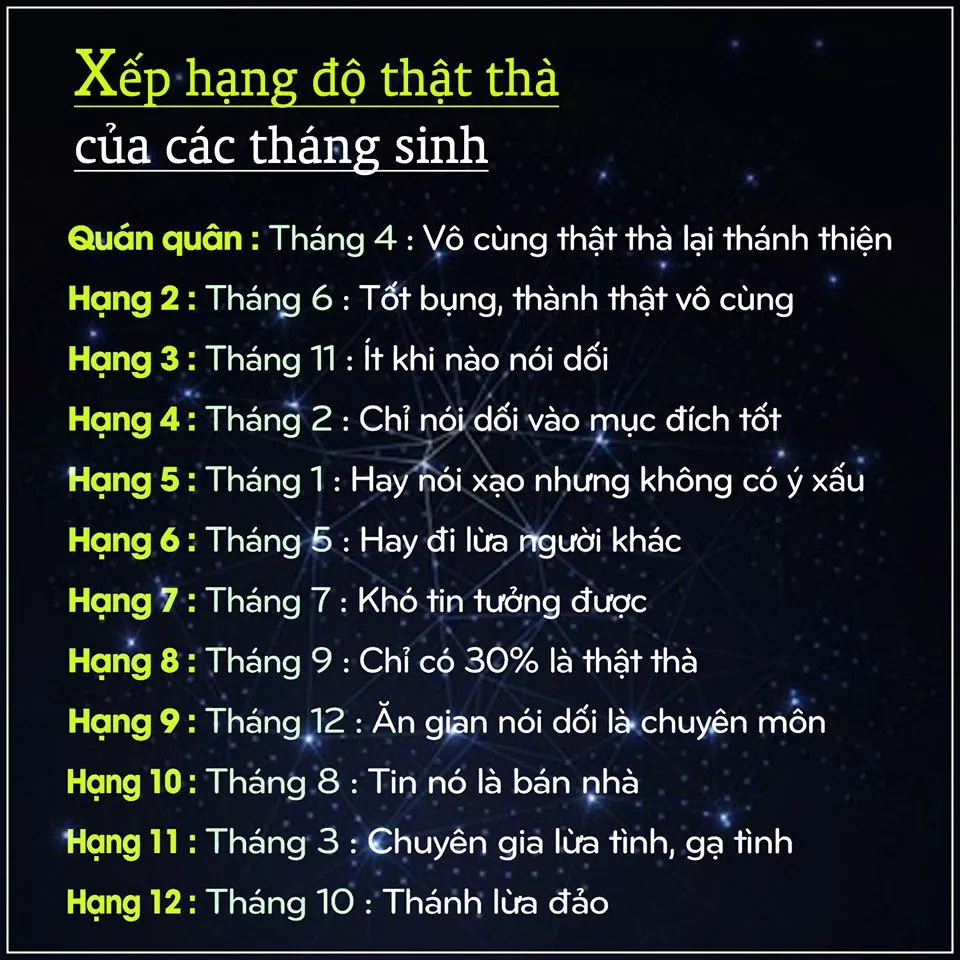 Xếp hạng độ thật thà
của các tháng sinh
Quán quân : Tháng 4 : Vô cùng thật thà lại thánh thiện
Hạng 2 : Tháng 6 : Tốt bụng, thành thật vô cùng
Hạng 3 : Tháng 11 : Ít khi nào nói dối
Hạng 4 : Tháng 2 : Chỉ nói dối vào mục đích tốt
Hạng 5 : Tháng 1 : Hay nói xạo nhưng không có ý xấu
Hạng 6 : Tháng 5 : Hay đi lừa người khác
Hạng 7 : Tháng 7 : Khó tin tưởng được
Hạng 8 : Tháng 9 : Chỉ có 30% là thật thà
Hạng 9 : Tháng 12 : Ăn gian nói dối là chuyên môn
Hạng 10 : Tháng 8 : Tin nó là bán nhà
Hạng 11 : Tháng 3 : Chuyên gia lừa tình, gạ tình
Hạng 12 : Tháng 10 : Thánh lừa đảo